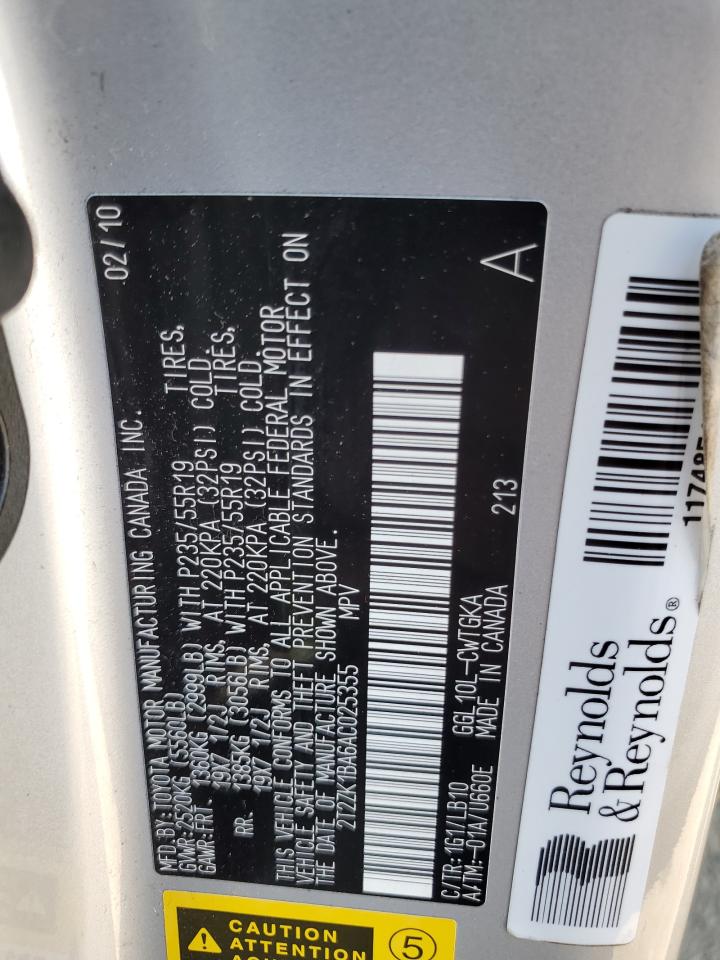 MFD. BY: TOYOTA MOTOR MANUFACTURING CANADA INC. 02/10
GVWR: 2520KG (5560LB)
GAWR: FRT. 1360KG (2999LB) WITH P235/55R19 TIRES,
19X7 1/2J RIMS, AT 220KPA (32PSI) COLD.
RR. 1385KG (3056LB) WITH P235/55R19 TIRES,
19X7 1/2J RIMS, AT 220KPA (32PSI) COLD.
THIS VEHICLE CONFORMS TO ALL APPLICABLE FEDERAL MOTOR
VEHICLE SAFETY AND THEFT PREVENTION STANDARDS IN EFFECT ON
THE DATE OF MANUFACTURE SHOWN ABOVE.
2T2ZK1BA6AC025355 MPV
C/TR: 1G1/LB10 GGL10L-CWTGKA
A/TM:-01A/U660E MADE IN CANADA 213
A
CAUTION
ATTENTION
5
Reynolds
& Reynolds®